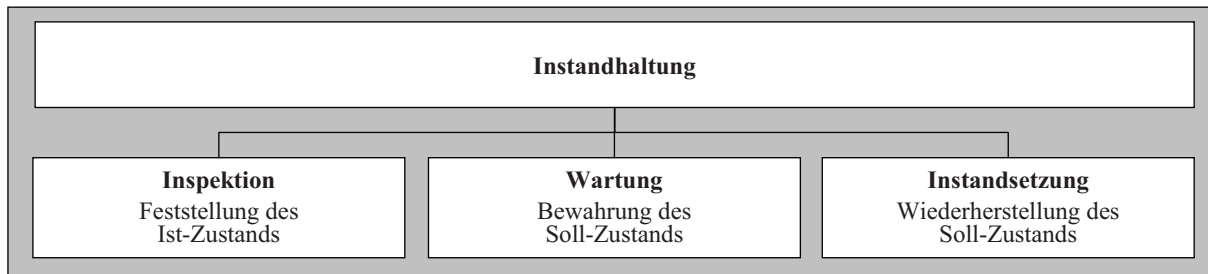 Instandhaltung
Inspektion
Feststellung des
Ist-Zustands
Wartung
Bewahrung des
Soll-Zustands
Instandsetzung
Wiederherstellung des
Soll-Zustands